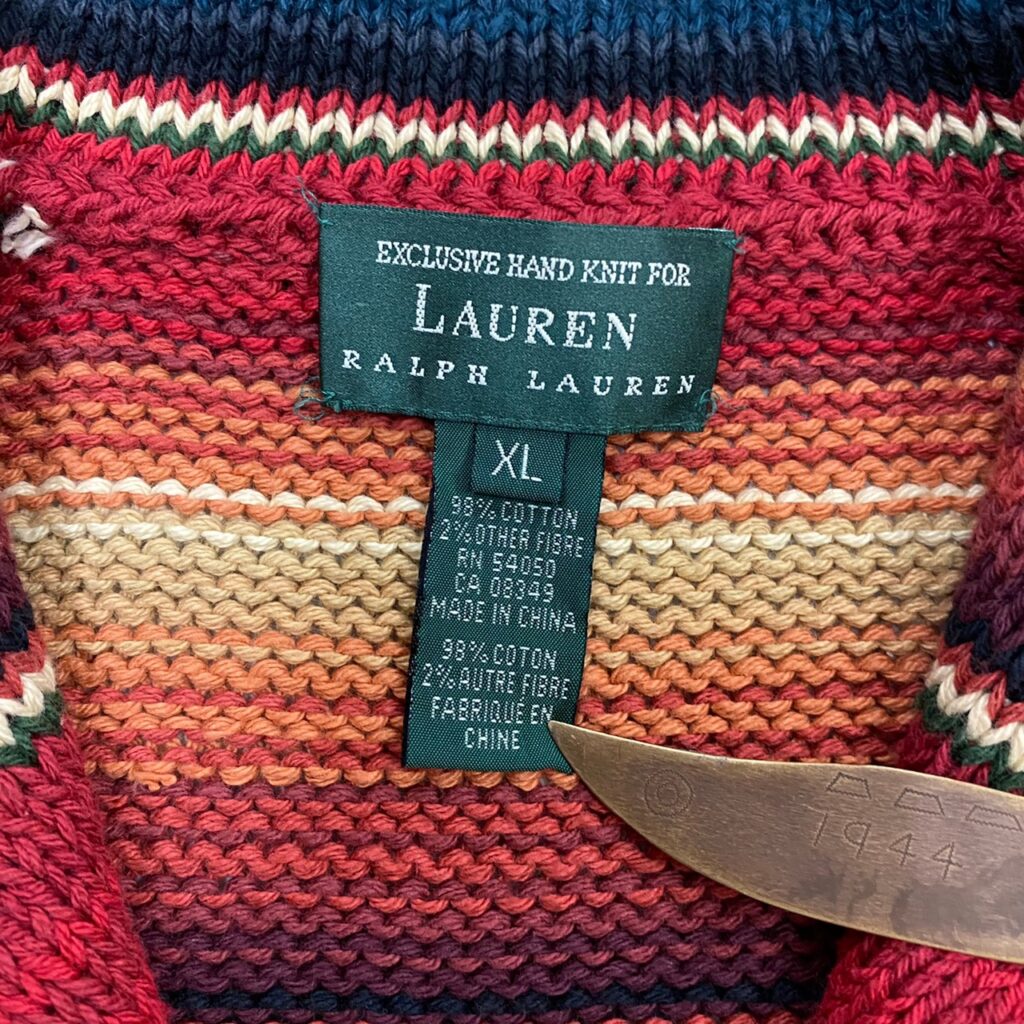 EXCLUSIVE HAND KNIT FOR
LAUREN
RALPH LAUREN
XL
98% COTTON
2% OTHER FIBRE
RN 54050
CA 08349
MADE IN CHINA
98% COTON
2% AUTRE FIBRE
FABRIQUE EN
CHINE
1944